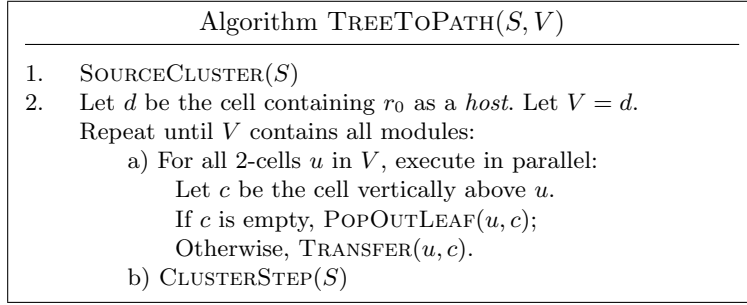 Algorithm TREETOPATH(S, V)
1. SOURCECLUSTER(S)
2. Let d be the cell containing r₀ as a host. Let V = d.
Repeat until V contains all modules:
a) For all 2-cells u in V, execute in parallel:
Let c be the cell vertically above u.
If c is empty, POPOUTLEAF(u, c);
Otherwise, TRANSFER(u, c).
b) CLUSTERSTEP(S)